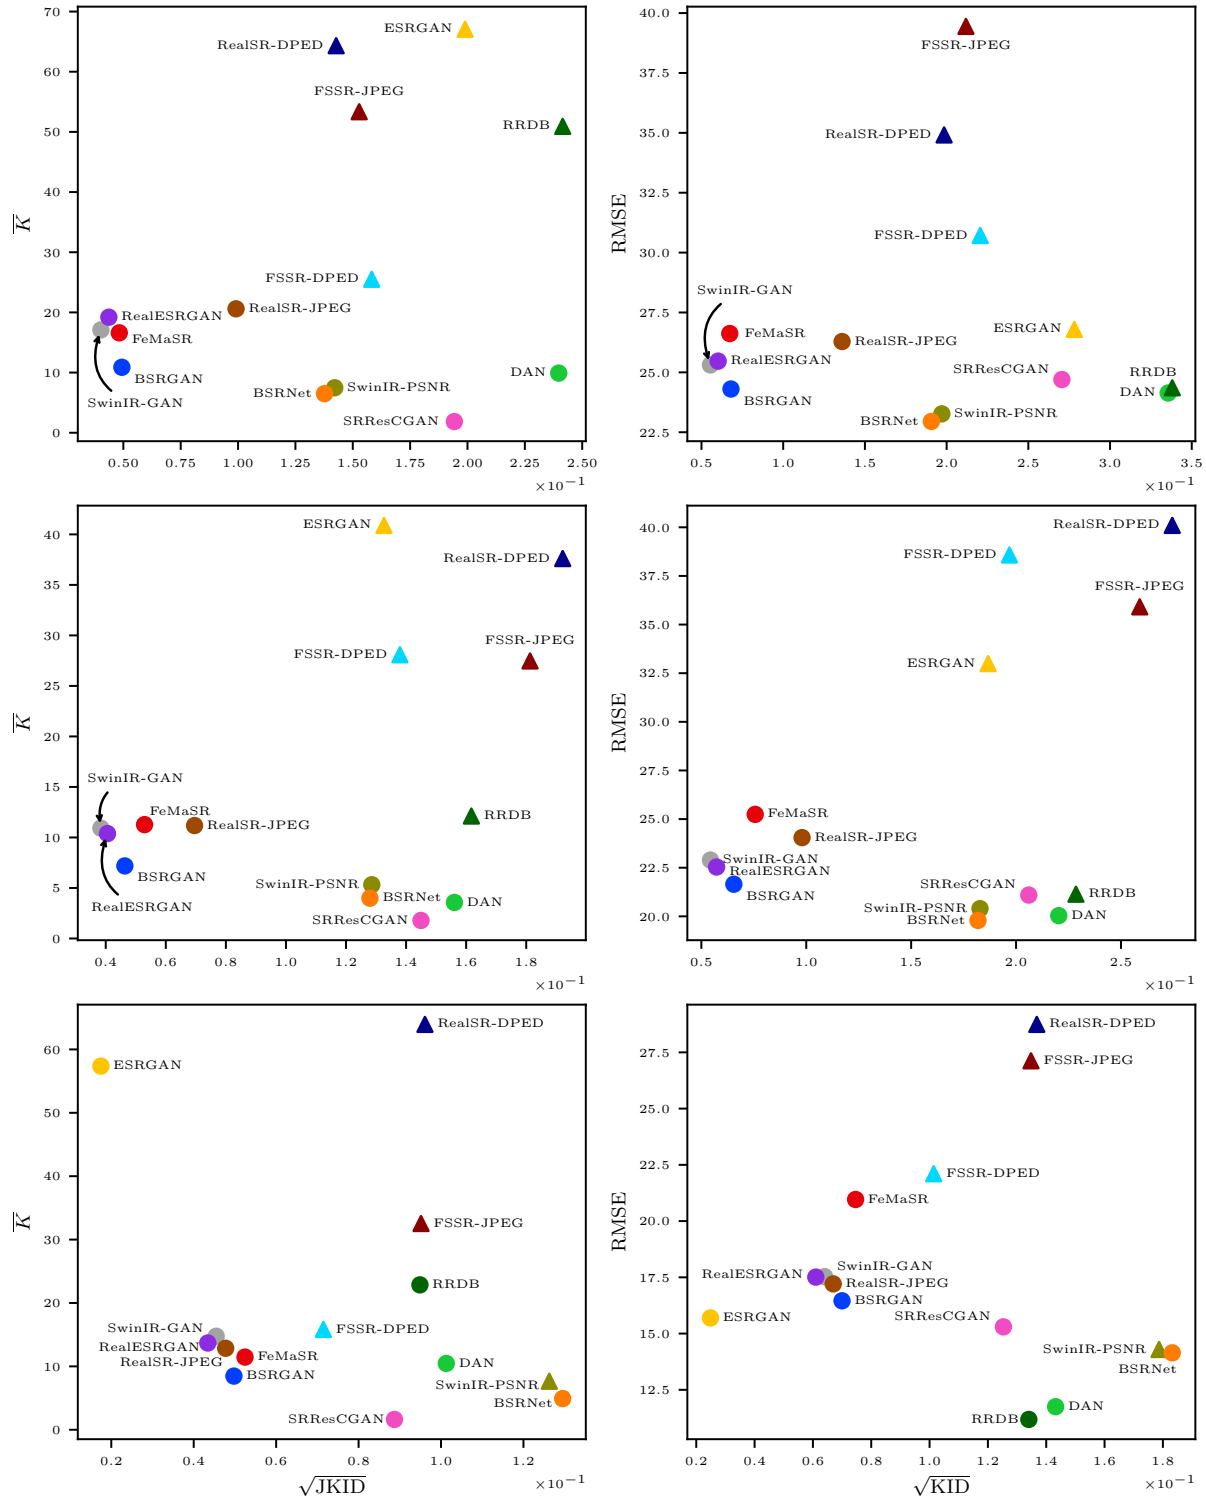 70
60
50
40
30
20
10
0
K
RealSR-DPED
ESRGAN
FSSR-JPEG
RRDB
FSSR-DPED
RealESRGAN
RealSR-JPEG
FeMaSR
BSRGAN
SwinIR-GAN
DAN
BSRNet
SwinIR-PSNR
SRResCGAN
0.50 0.75 1.00 1.25 1.50 1.75 2.00 2.25 2.50
×10⁻¹
40.0
37.5
35.0
32.5
30.0
27.5
25.0
22.5
RMSE
FSSR-JPEG
RealSR-DPED
FSSR-DPED
SwinIR-GAN
ESRGAN
FeMaSR
RealSR-JPEG
RealESRGAN
SRResCGAN
RRDB
DAN
BSRGAN
SwinIR-PSNR
BSRNet
0.5 1.0 1.5 2.0 2.5 3.0 3.5
×10⁻¹
40
35
30
25
20
15
10
5
0
K
ESRGAN
RealSR-DPED
FSSR-JPEG
FSSR-DPED
SwinIR-GAN
FeMaSR
RRDB
RealSR-JPEG
BSRGAN
SwinIR-PSNR
BSRNet
DAN
RealESRGAN
SRResCGAN
0.4 0.6 0.8 1.0 1.2 1.4 1.6 1.8
×10⁻¹
40.0
37.5
35.0
32.5
30.0
27.5
25.0
22.5
20.0
RMSE
RealSR-DPED
FSSR-DPED
FSSR-JPEG
ESRGAN
FeMaSR
RealSR-JPEG
SwinIR-GAN
RealESRGAN
BSRGAN
SRResCGAN
RRDB
SwinIR-PSNR
BSRNet
DAN
0.5 1.0 1.5 2.0 2.5
×10⁻¹
60
50
40
30
20
10
0
K
RealSR-DPED
ESRGAN
FSSR-JPEG
RRDB
SwinIR-GAN
FSSR-DPED
RealESRGAN
RealSR-JPEG
FeMaSR
BSRGAN
DAN
SwinIR-PSNR
BSRNet
SRResCGAN
0.2 0.4 0.6 0.8 1.0 1.2
√JKID
×10⁻¹
27.5
25.0
22.5
20.0
17.5
15.0
12.5
RMSE
RealSR-DPED
FSSR-JPEG
FSSR-DPED
FeMaSR
SwinIR-GAN
RealESRGAN
RealSR-JPEG
BSRGAN
ESRGAN
SRResCGAN
SwinIR-PSNR
BSRNet
DAN
RRDB
0.2 0.4 0.6 0.8 1.0 1.2 1.4 1.6 1.8
√KID
×10⁻¹